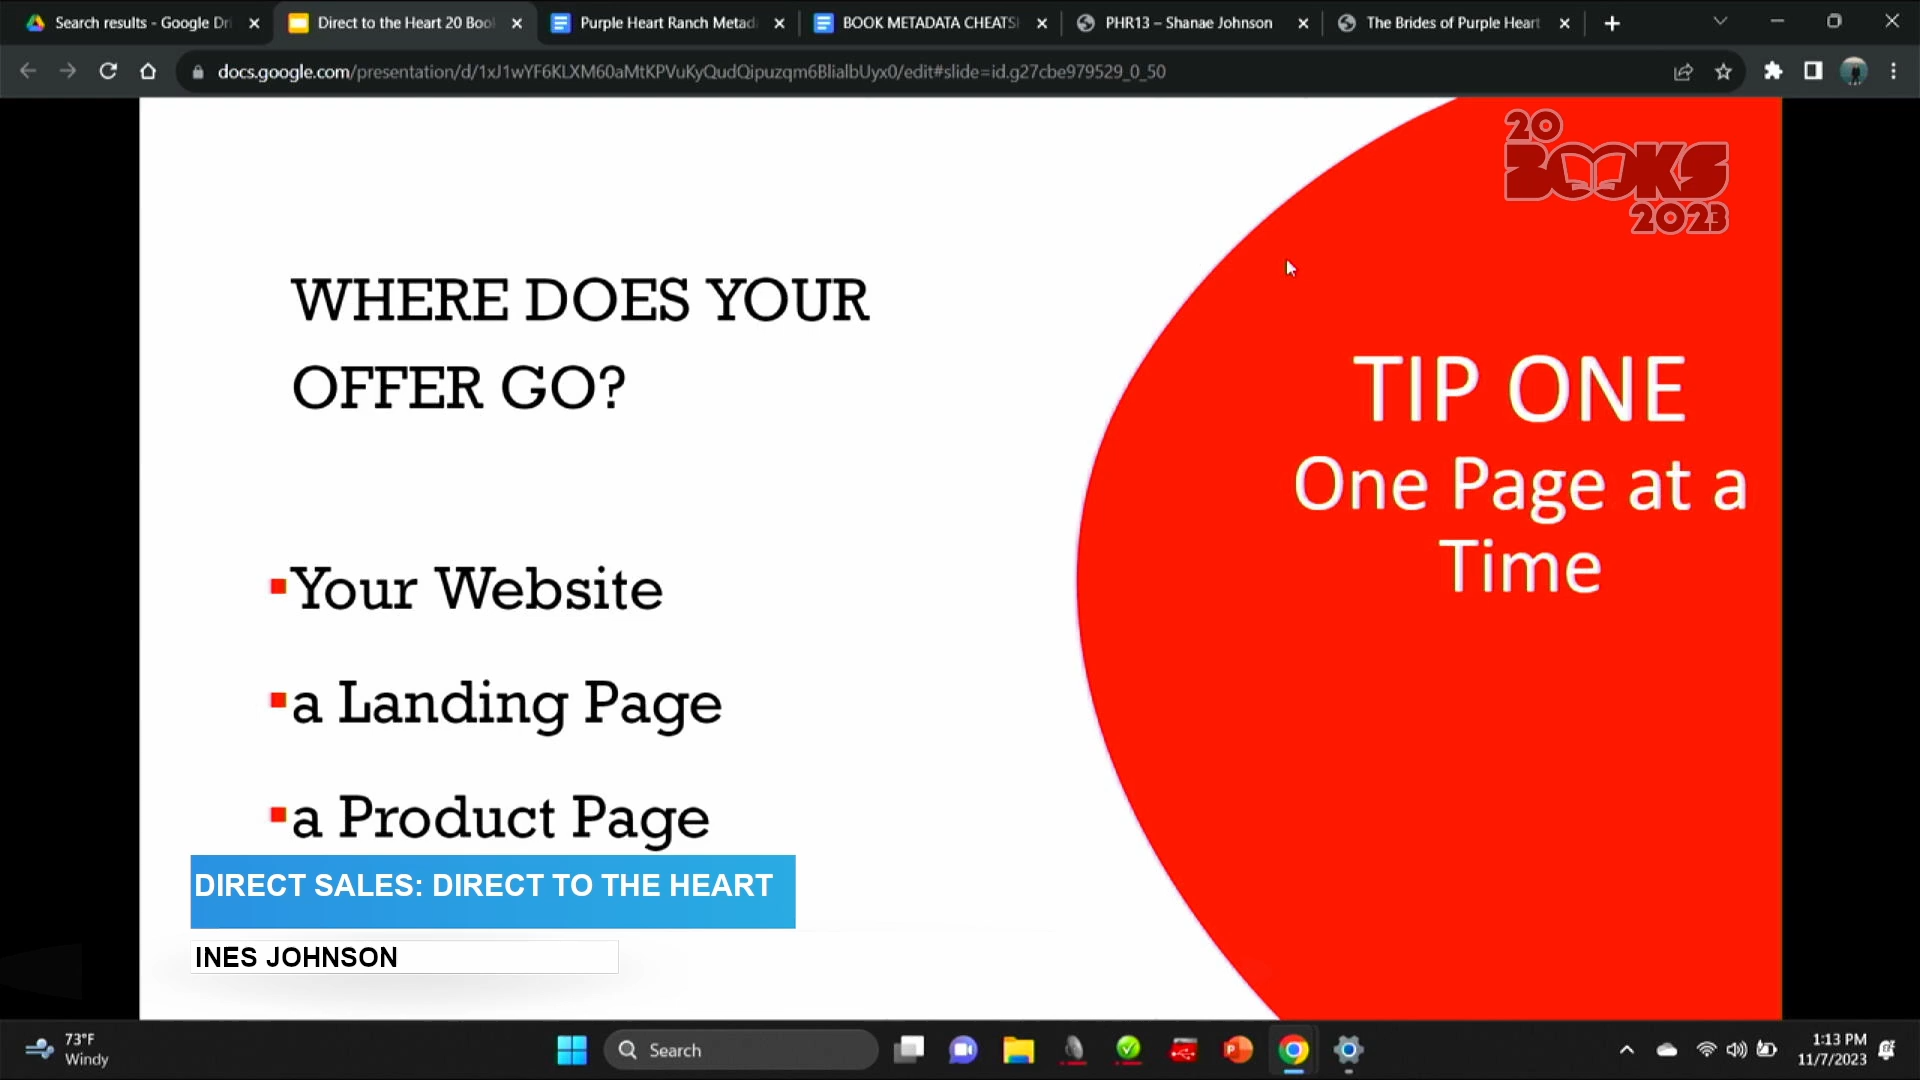 Search results - Google Dri
Direct to the Heart 20 Boo
Purple Heart Ranch Metad
BOOK METADATA CHEATS
PHR13 – Shanae Johnson
The Brides of Purple Heart
docs.google.com/presentation/d/1xJ1wYF6KLXM60aMtKPVuKyQudQipuzqm6BlialbUyx0/edit#slide=id.g27cbe979529_0_50
20
BOOKS
2023
WHERE DOES YOUR
OFFER GO?
TIP ONE
One Page at a
Time
▪Your Website
▪a Landing Page
▪a Product Page
DIRECT SALES: DIRECT TO THE HEART
INES JOHNSON
73°F
Windy
Search
1:13 PM
11/7/2023